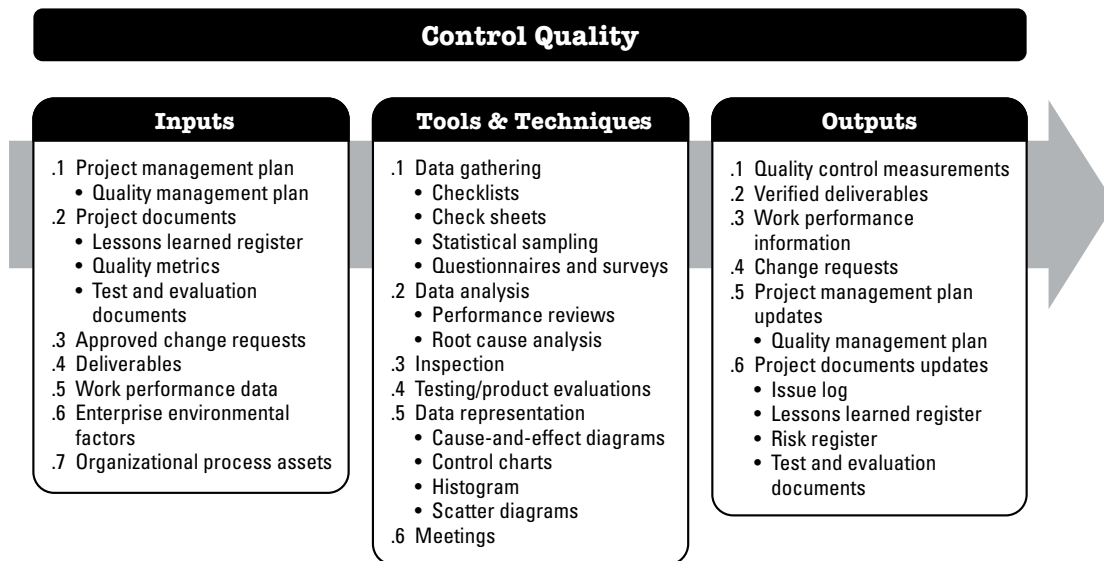 Control Quality
Inputs
.1 Project management plan
• Quality management plan
.2 Project documents
• Lessons learned register
• Quality metrics
• Test and evaluation
documents
.3 Approved change requests
.4 Deliverables
.5 Work performance data
.6 Enterprise environmental
factors
.7 Organizational process assets
Tools & Techniques
.1 Data gathering
• Checklists
• Check sheets
• Statistical sampling
• Questionnaires and surveys
.2 Data analysis
• Performance reviews
• Root cause analysis
.3 Inspection
.4 Testing/product evaluations
.5 Data representation
• Cause-and-effect diagrams
• Control charts
• Histogram
• Scatter diagrams
.6 Meetings
Outputs
.1 Quality control measurements
.2 Verified deliverables
.3 Work performance
information
.4 Change requests
.5 Project management plan
updates
• Quality management plan
.6 Project documents updates
• Issue log
• Lessons learned register
• Risk register
• Test and evaluation
documents